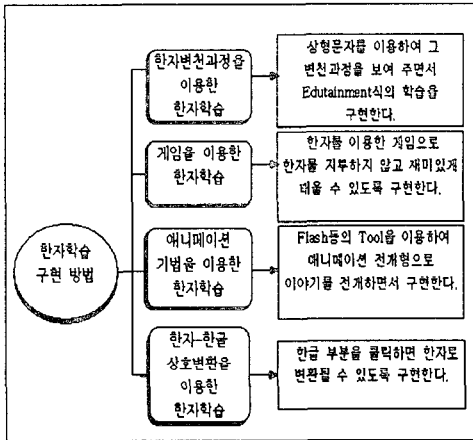 한자변천과정을
이용한
한자학습
상형문자를 이용하여 그
변천과정을 보여 주면서
Edutainment식의 학습을
구현한다.
게임을 이용한
한자학습
한자를 이용한 게임으로
한자를 지루하지 않고 재미있게
배울 수 있도록 구현한다.
한자학습
구현 방법
애니메이션
기법을 이용한
한자학습
Flash등의 Tool을 이용하여
애니메이션 전개형으로
이야기를 전개하면서 구현한다.
한자-한글
상호변환을
이용한
한자학습
한글 부분을 클릭하면 한자로
변환될 수 있도록 구현한다.